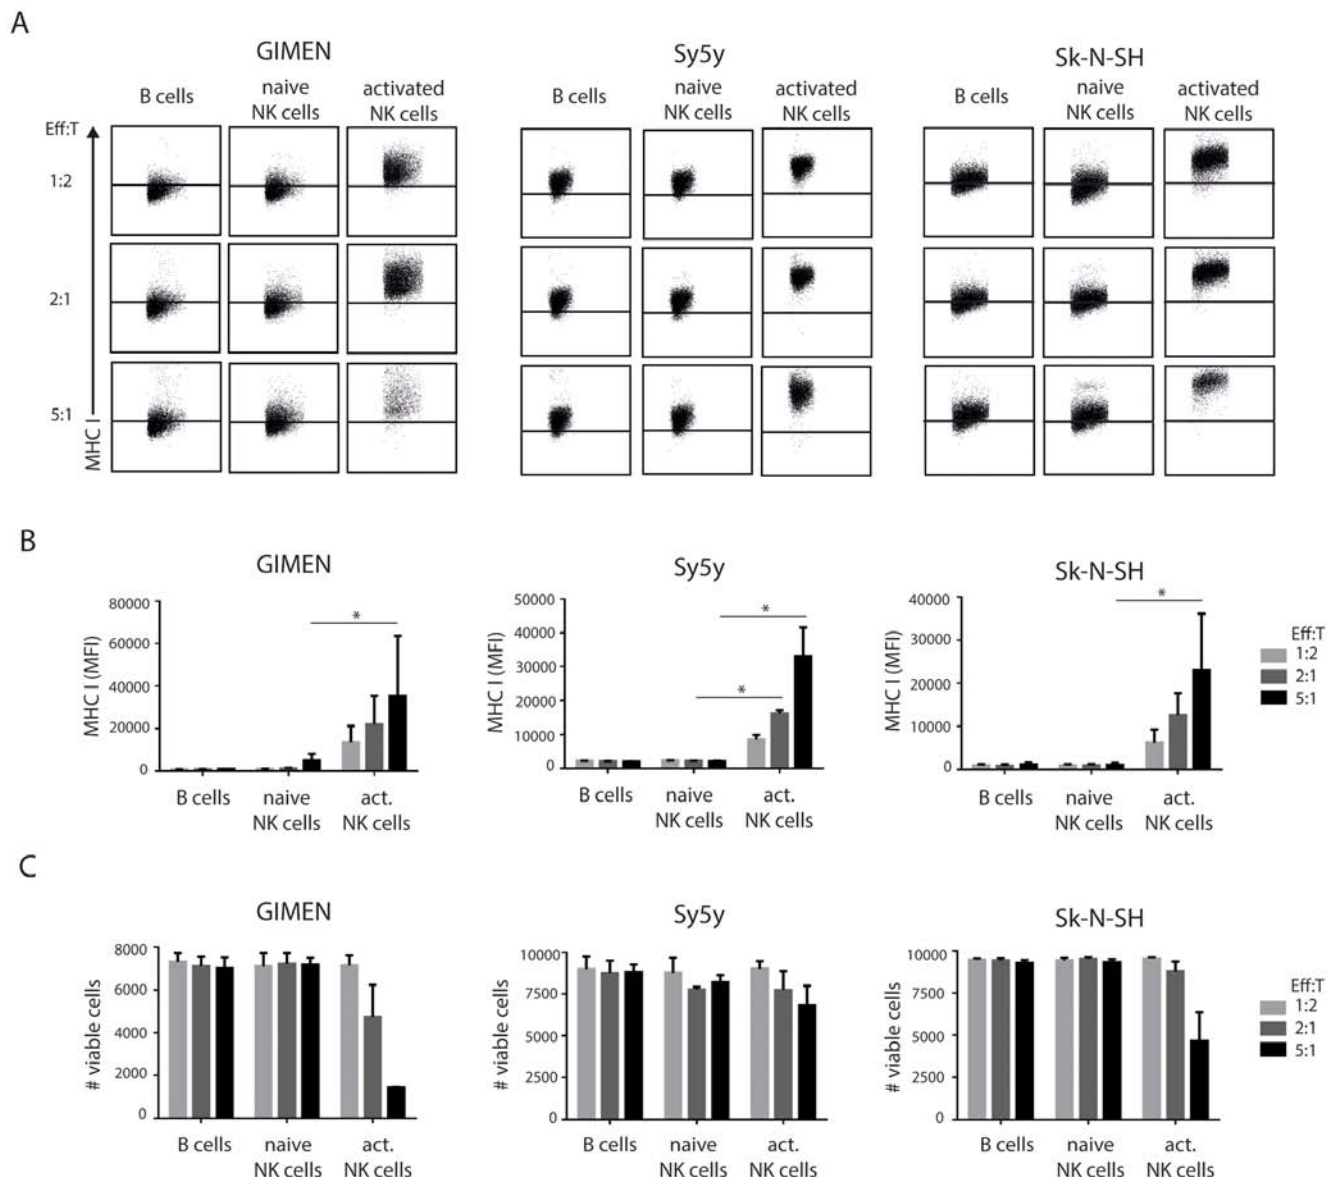 A
GIMEN
Sy5y
Sk-N-SH
B cells
naive
NK cells
activated
NK cells
B cells
naive
NK cells
activated
NK cells
B cells
naive
NK cells
activated
NK cells
Eff:T
1:2
2:1
5:1
MHC I
B
GIMEN
80000
60000
40000
20000
0
MHC I (MFI)
*
B cells
naive
NK cells
act.
NK cells
Sy5y
50000
40000
30000
20000
10000
0
MHC I (MFI)
*
*
B cells
naive
NK cells
act.
NK cells
Sk-N-SH
40000
30000
20000
10000
0
MHC I (MFI)
*
B cells
naive
NK cells
act.
NK cells
Eff:T
1:2
2:1
5:1
C
GIMEN
8000
6000
4000
2000
0
# viable cells
B cells
naive
NK cells
act.
NK cells
Sy5y
10000
7500
5000
2500
0
# viable cells
B cells
naive
NK cells
act.
NK cells
Sk-N-SH
10000
7500
5000
2500
0
# viable cells
B cells
naive
NK cells
act.
NK cells
Eff:T
1:2
2:1
5:1